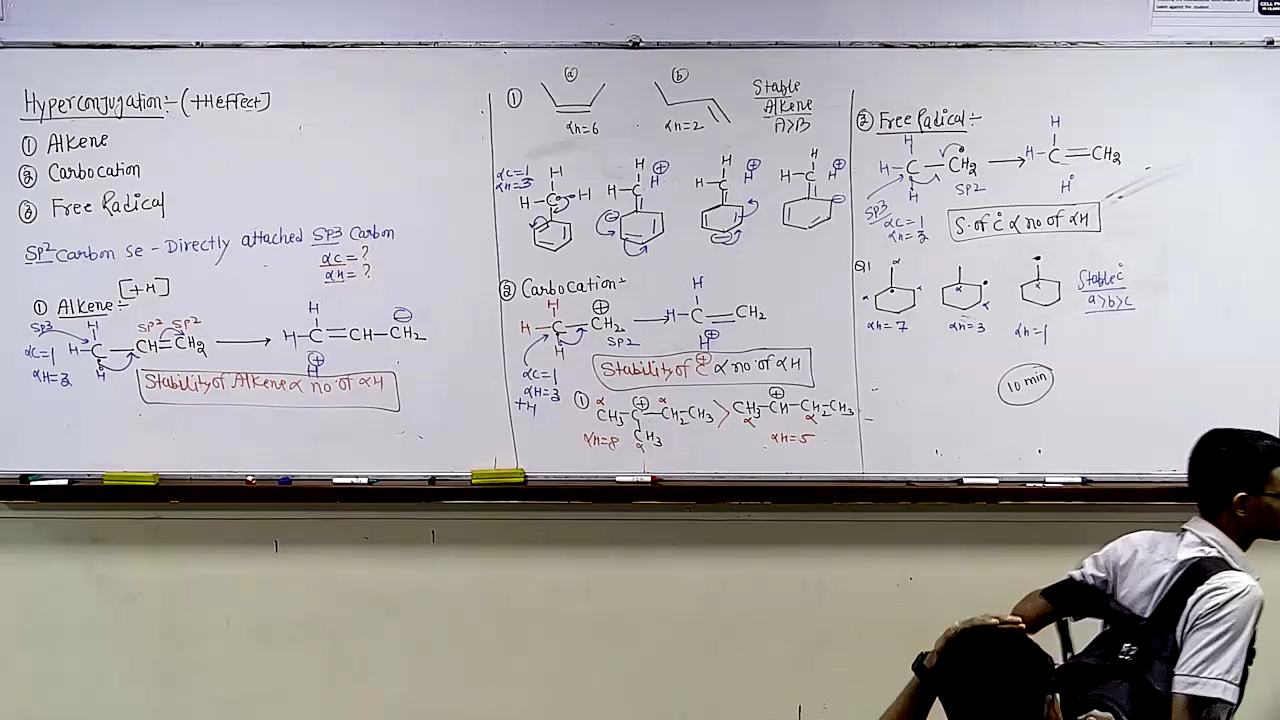 Hyperconjugation:- (+H effect]
① Alkene
② Carbocation
③ Free Radical
SP2 Carbon se - Directly attached SP3 Carbon
αC = ?
αH = ?
① Alkene:- [+H]
SP3 SP2 SP2
H
H-C-CH=CH2
H
αC=1
αH=3
H
H-C=CH-CH2
⊖
H
⊕
Stability of Alkene α no. of αH
① ⓐ ⓑ
αH=6 αH=2
Stable
Alkene
A>B
αC=1
αH=3
H
H-C-H
H
H-C H ⊕
⊖
H
H-C H ⊕
⊖
H
H-C H ⊕
⊖
② Carbocation:-
H
H-C-CH2
⊕
H
SP2
αC=1
αH=3
+H
H
H-C=CH2
H
⊕
Stability of C⊕ α no. of αH
① CH3-C-CH2CH3 > CH3-CH-CH2CH3
⊕ ⊕
CH3
α α α α α
αH=8 αH=5
③ Free Radical:-
H
H-C-CH2
H
SP3 SP2
αC=1
αH=3
H
H-C=CH2
H•
S. of C• α no of αH
Q1
α α α α α α
αH=7 αH=3 αH=1
Stable C•
a>b>c
10 min